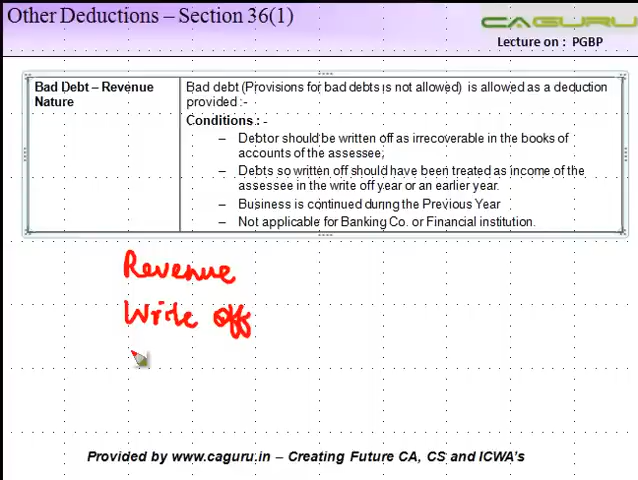 Other Deductions – Section 36(1)
CAGURU
Lecture on : PGBP
Bad Debt – Revenue Nature
Bad debt (Provisions for bad debts is not allowed) is allowed as a deduction
provided :-
Conditions : -
– Debtor should be written off as irrecoverable in the books of
accounts of the assessee;
– Debts so written off should have been treated as income of the
assessee in the write off year or an earlier year.
– Business is continued during the Previous Year
– Not applicable for Banking Co. or Financial institution.
Revenue
Write off
Provided by www.caguru.in – Creating Future CA, CS and ICWA's